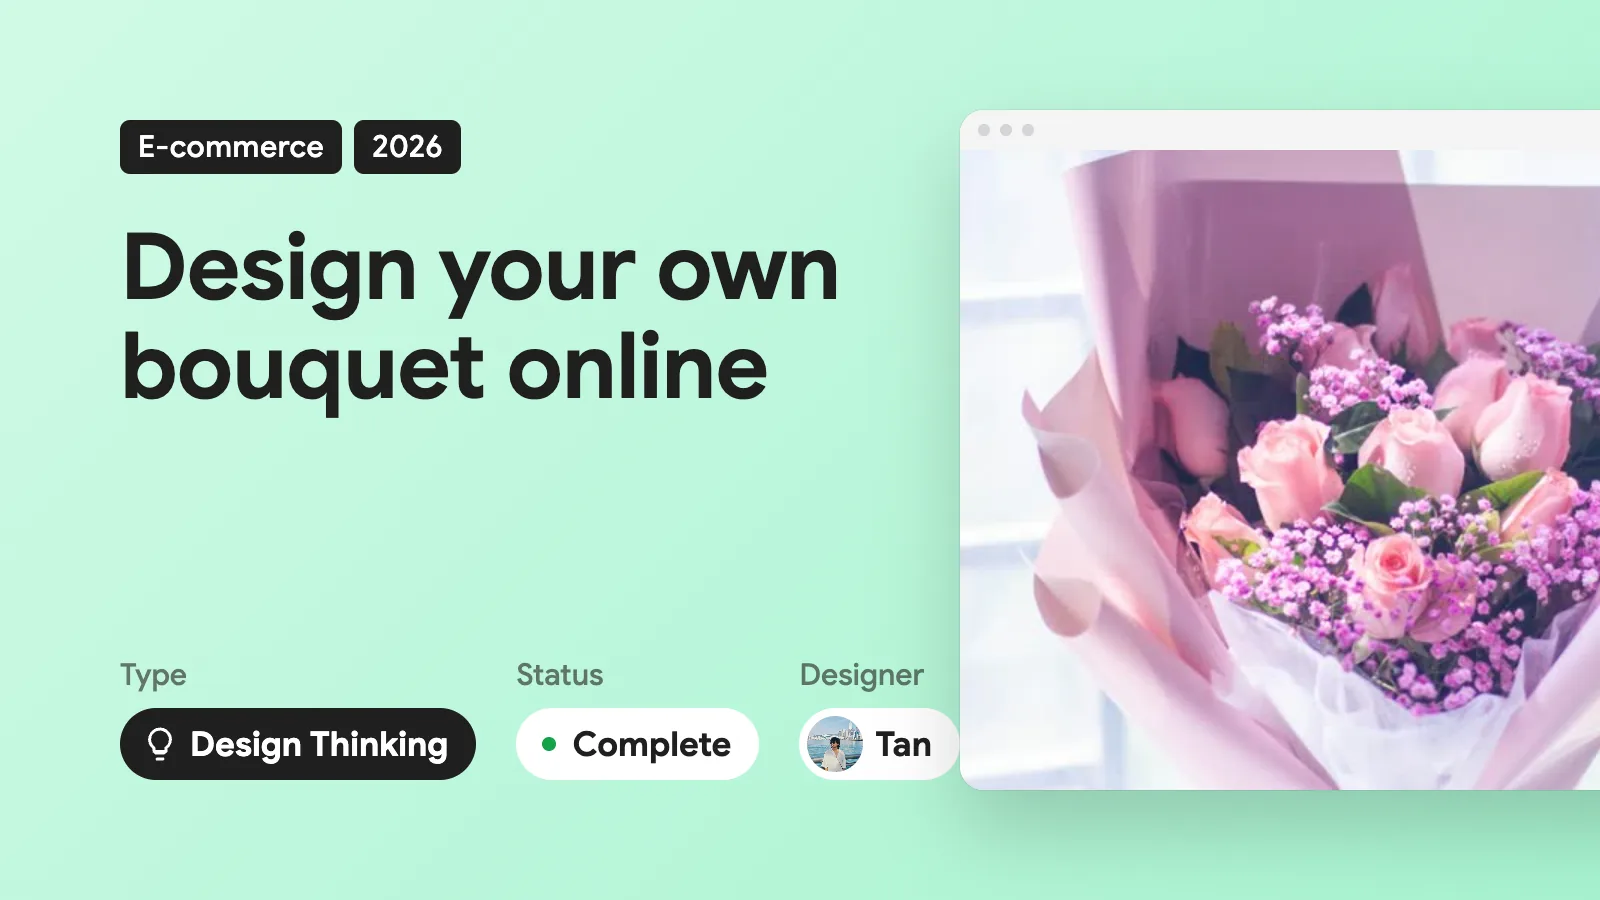 E-commerce 2026
Design your own
bouquet online
Type Status Designer
Design Thinking Complete Tan